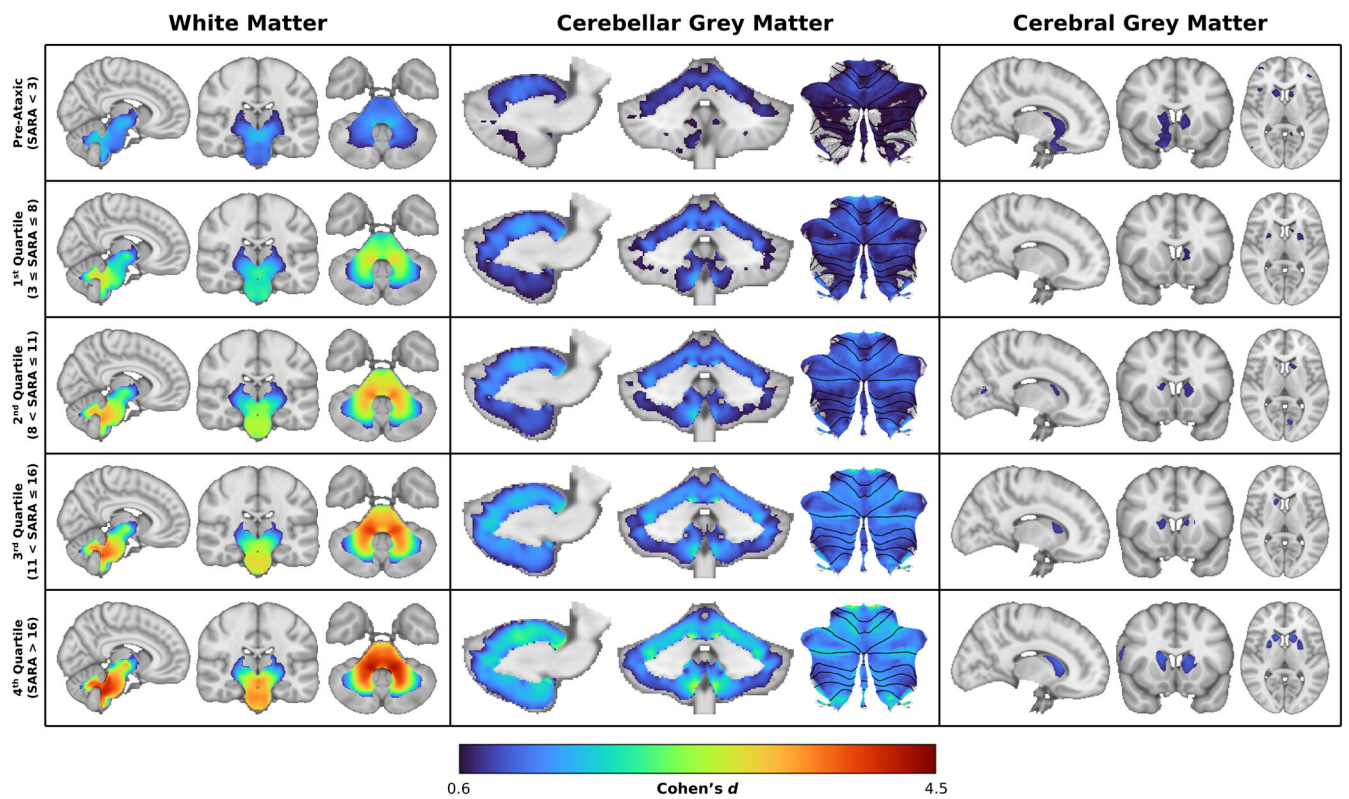 White Matter
Cerebellar Grey Matter
Cerebral Grey Matter
Pre-Ataxic
(SARA < 3)
1st Quartile
(3 ≤ SARA ≤ 8)
2nd Quartile
(8 < SARA ≤ 11)
3rd Quartile
(11 < SARA ≤ 16)
4th Quartile
(SARA > 16)
0.6
Cohen's d
4.5